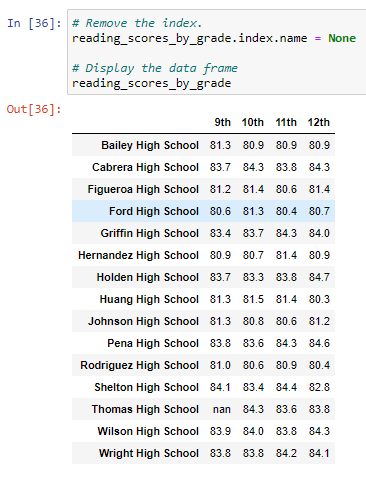 In [36]: # Remove the index.
reading_scores_by_grade.index.name = None
# Display the data frame
reading_scores_by_grade
Out[36]:
9th 10th 11th 12th
Bailey High School 81.3 80.9 80.9 80.9
Cabrera High School 83.7 84.3 83.8 84.3
Figueroa High School 81.2 81.4 80.6 81.4
Ford High School 80.6 81.3 80.4 80.7
Griffin High School 83.4 83.7 84.3 84.0
Hernandez High School 80.9 80.7 81.4 80.9
Holden High School 83.7 83.3 83.8 84.7
Huang High School 81.3 81.5 81.4 80.3
Johnson High School 81.3 80.8 80.6 81.2
Pena High School 83.8 83.6 84.3 84.6
Rodriguez High School 81.0 80.6 80.9 80.4
Shelton High School 84.1 83.4 84.4 82.8
Thomas High School nan 84.3 83.6 83.8
Wilson High School 83.9 84.0 83.8 84.3
Wright High School 83.8 83.8 84.2 84.1